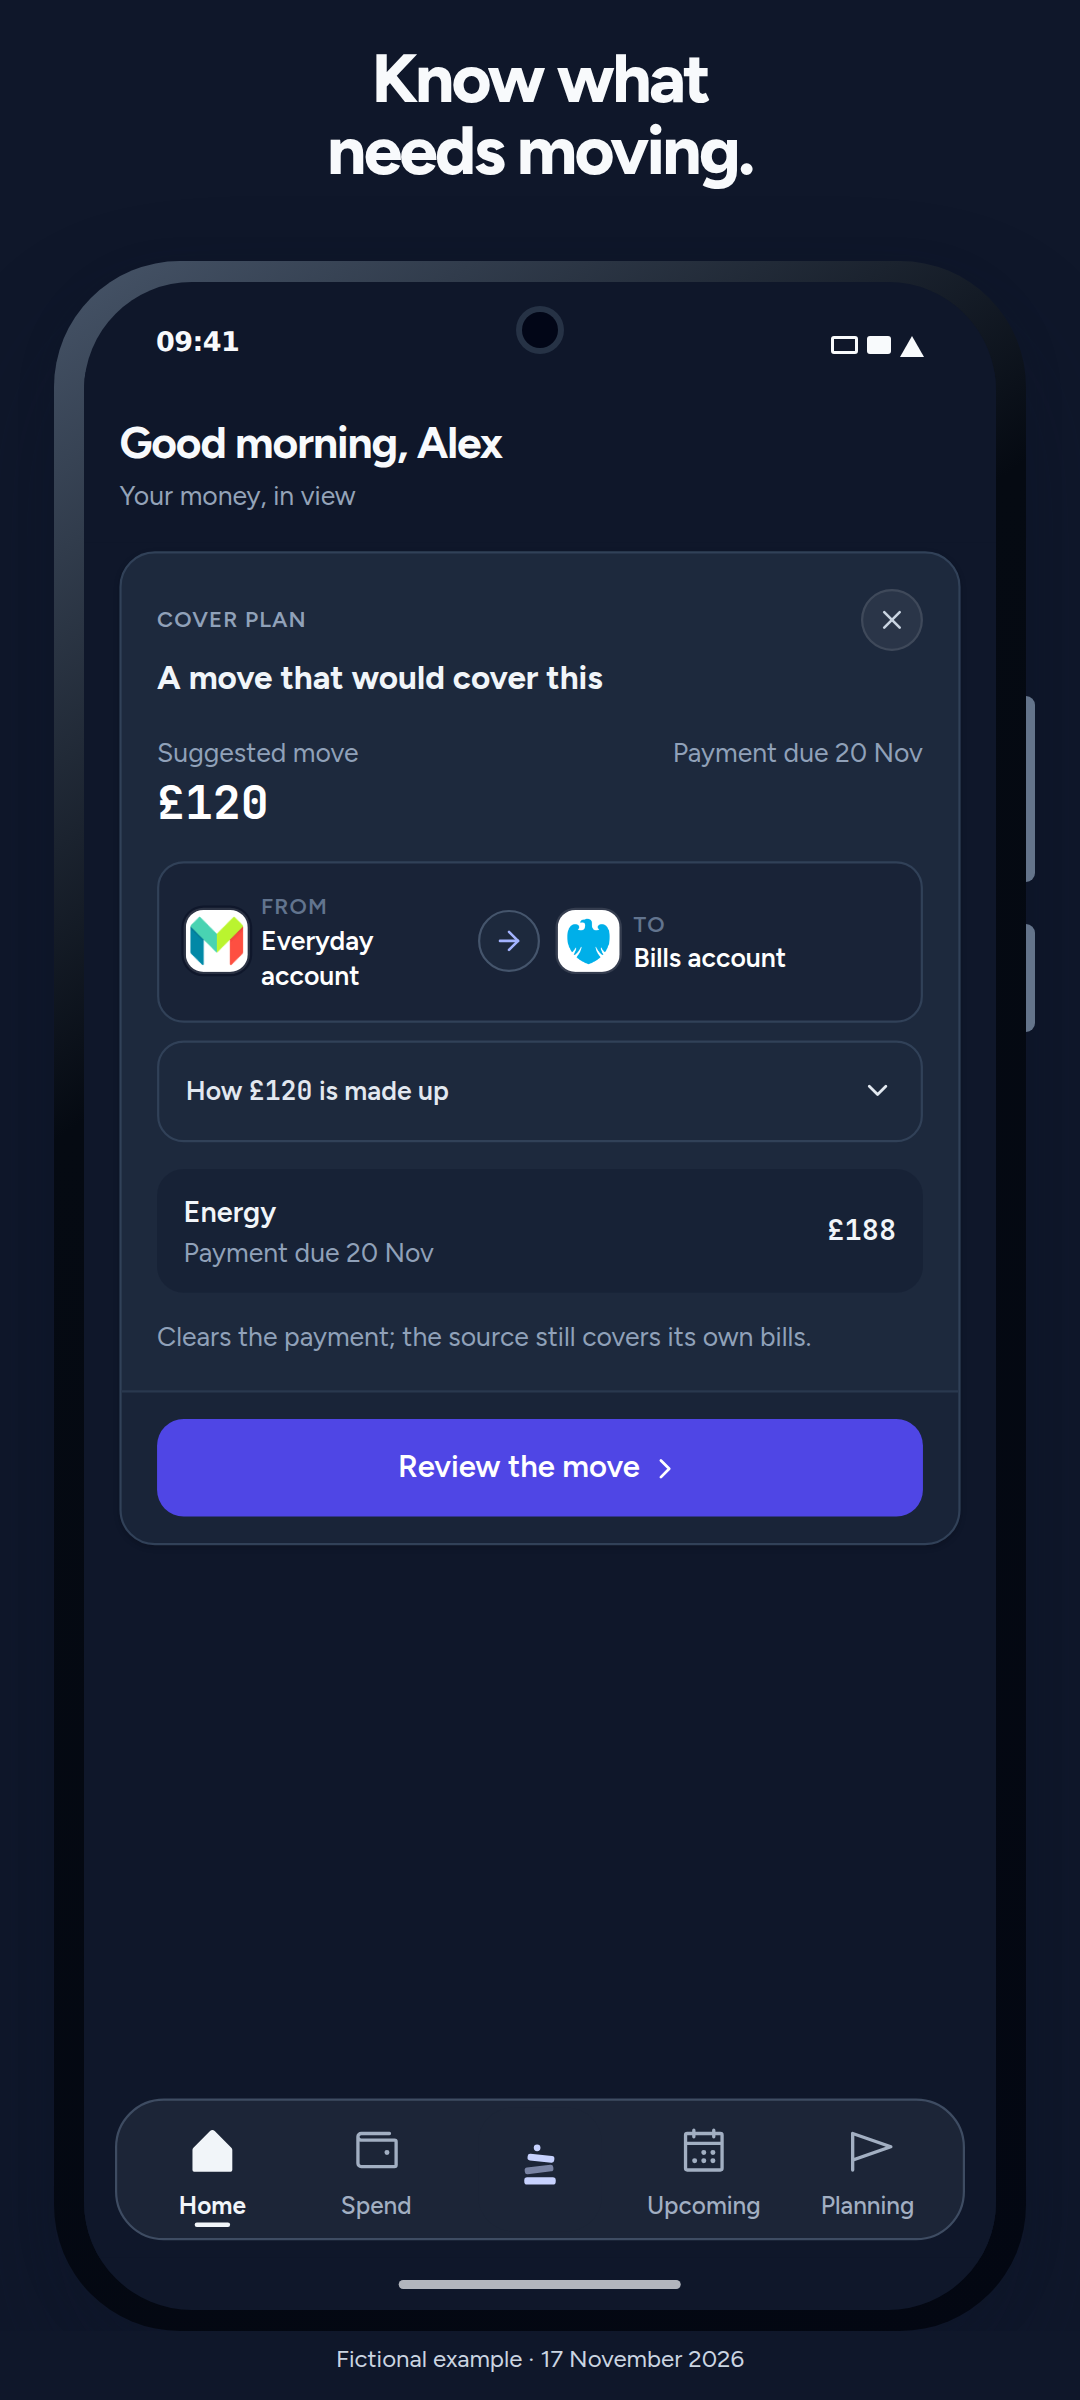 Know what
needs moving.
09:41
Good morning, Alex
Your money, in view
COVER PLAN
A move that would cover this
Suggested move
Payment due 20 Nov
£120
FROM
Everyday
account
TO
Bills account
How £120 is made up
Energy
Payment due 20 Nov
£188
Clears the payment; the source still covers its own bills.
Review the move
Home
Spend
Upcoming
Planning
Fictional example · 17 November 2026